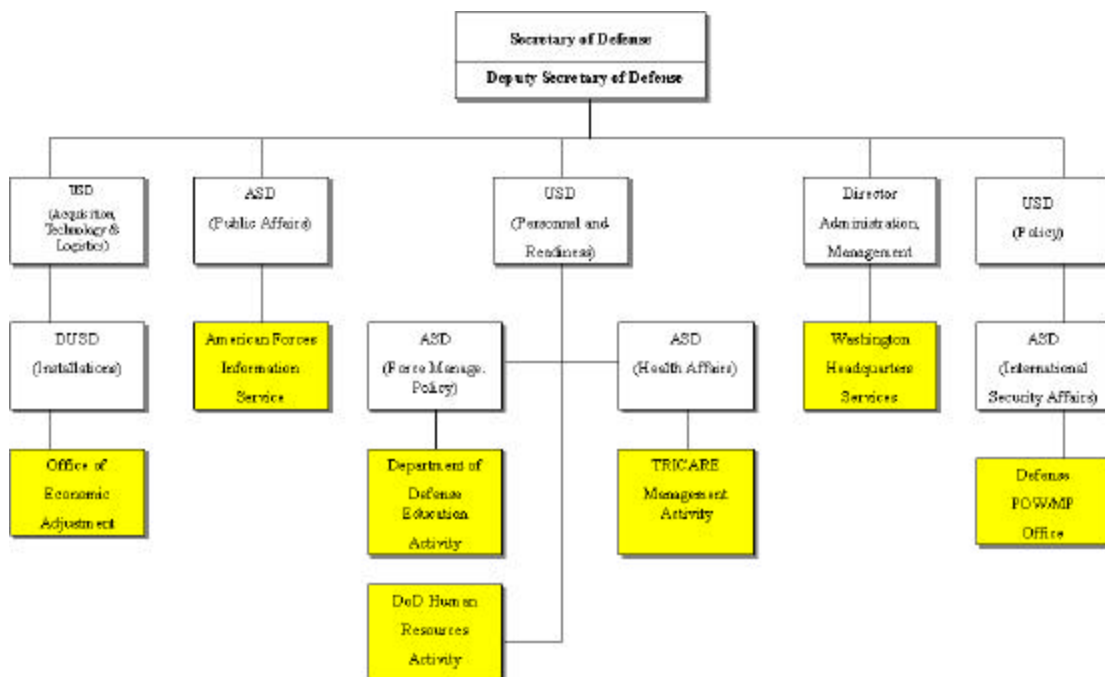 Secretary of Defense
Deputy Secretary of Defense
USD
(Acquisition,
Technology &
Logistics)
ASD
(Public Affairs)
USD
(Personnel and
Readiness)
Director
Administration,
Management
USD
(Policy)
DUSD
(Installations)
American Forces
Information
Service
ASD
(Force Manage.
Policy)
ASD
(Health Affairs)
Washington
Headquarters
Services
ASD
(International
Security Affairs)
Office of
Economic
Adjustment
Department of
Defense
Education
Activity
TRICARE
Management
Activity
Defense
POW/MP
Office
DoD Human
Resources
Activity